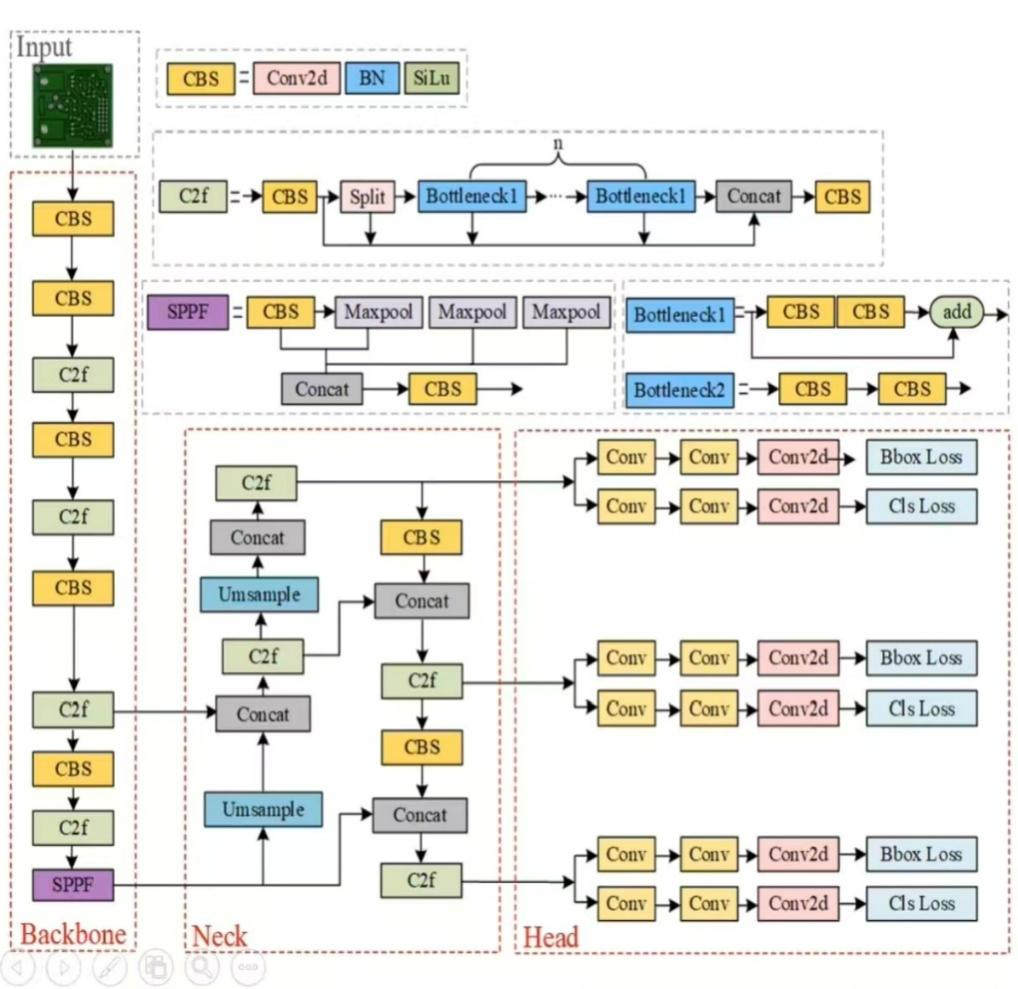 Input
CBS = Conv2d BN SiLu
n
C2f = CBS Split Bottleneck1 ... Bottleneck1 Concat CBS
SPPF = CBS Maxpool Maxpool Maxpool
Concat CBS
Bottleneck1 = CBS CBS add
Bottleneck2 = CBS CBS
CBS
CBS
C2f
CBS
C2f
CBS
C2f
CBS
C2f
SPPF
Backbone
C2f
Concat
Umsample
C2f
Concat
Umsample
CBS
Concat
C2f
CBS
Concat
C2f
Neck
Conv Conv Conv2d Bbox Loss
Conv Conv Conv2d Cls Loss
Conv Conv Conv2d Bbox Loss
Conv Conv Conv2d Cls Loss
Conv Conv Conv2d Bbox Loss
Conv Conv Conv2d Cls Loss
Head